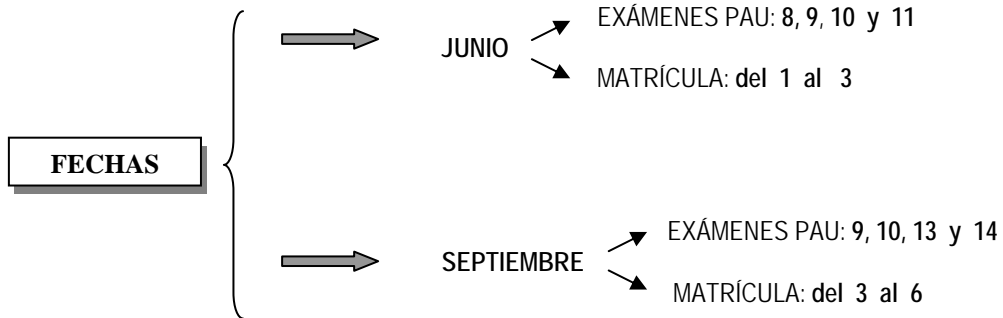 EXÁMENES PAU: 8, 9, 10 y 11
JUNIO
MATRÍCULA: del 1 al 3
FECHAS
EXÁMENES PAU: 9, 10, 13 y 14
SEPTIEMBRE
MATRÍCULA: del 3 al 6